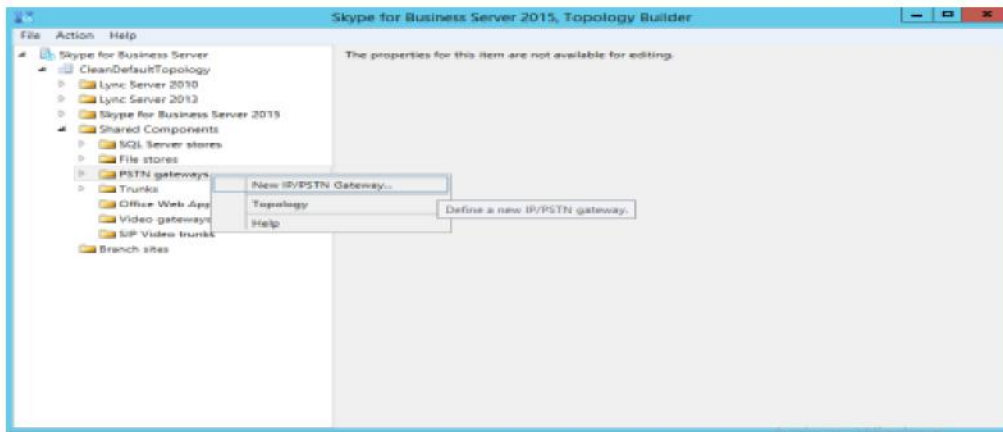 Skype for Business Server 2015, Topology Builder
File Action Help
Skype for Business Server
CleanDefaultTopology
Lync Server 2010
Lync Server 2013
Skype for Business Server 2015
Shared Components
SQL Server stores
File stores
PSTN gateways
Trunks
Office Web App
Video gateways
SIP Video trunks
Branch sites
New IP/PSTN Gateway...
Topology
Help
Define a new IP/PSTN gateway.
The properties for this item are not available for editing.